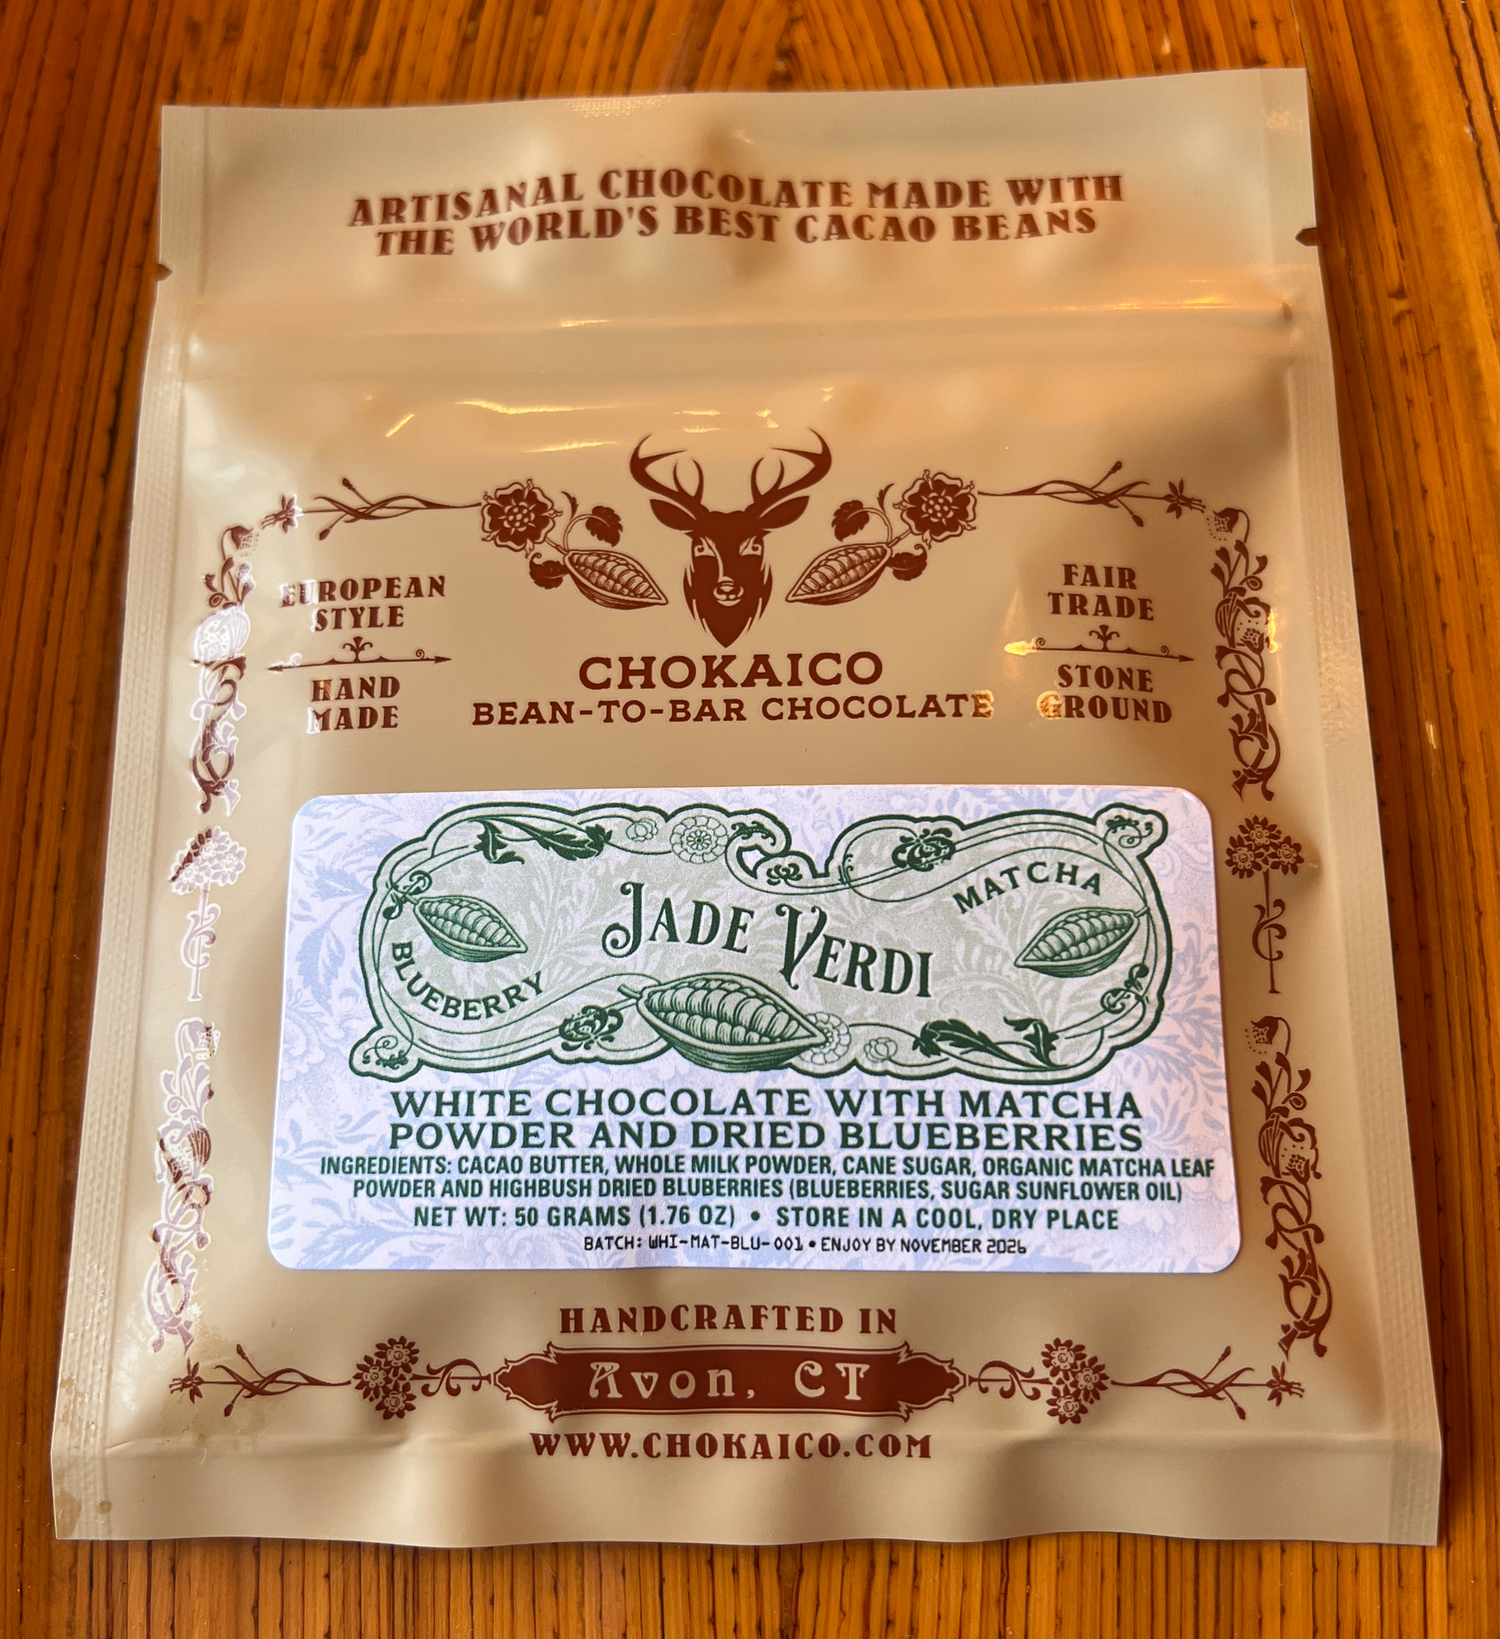 ARTISANAL CHOCOLATE MADE WITH
THE WORLD'S BEST CACAO BEANS
EUROPEAN
STYLE
HAND
MADE
FAIR
TRADE
STONE
GROUND
CHOKAICO
BEAN-TO-BAR CHOCOLATE
MATCHA
JADE VERDI
BLUEBERRY
WHITE CHOCOLATE WITH MATCHA
POWDER AND DRIED BLUEBERRIES
INGREDIENTS: CACAO BUTTER, WHOLE MILK POWDER, CANE SUGAR, ORGANIC MATCHA LEAF
POWDER AND HIGHBUSH DRIED BLUBERRIES (BLUEBERRIES, SUGAR SUNFLOWER OIL)
NET WT: 50 GRAMS (1.76 OZ) • STORE IN A COOL, DRY PLACE
BATCH: WHI-MAT-BLU-001 • ENJOY BY NOVEMBER 2026
HANDCRAFTED IN
Avon, CT
WWW.CHOKAICO.COM